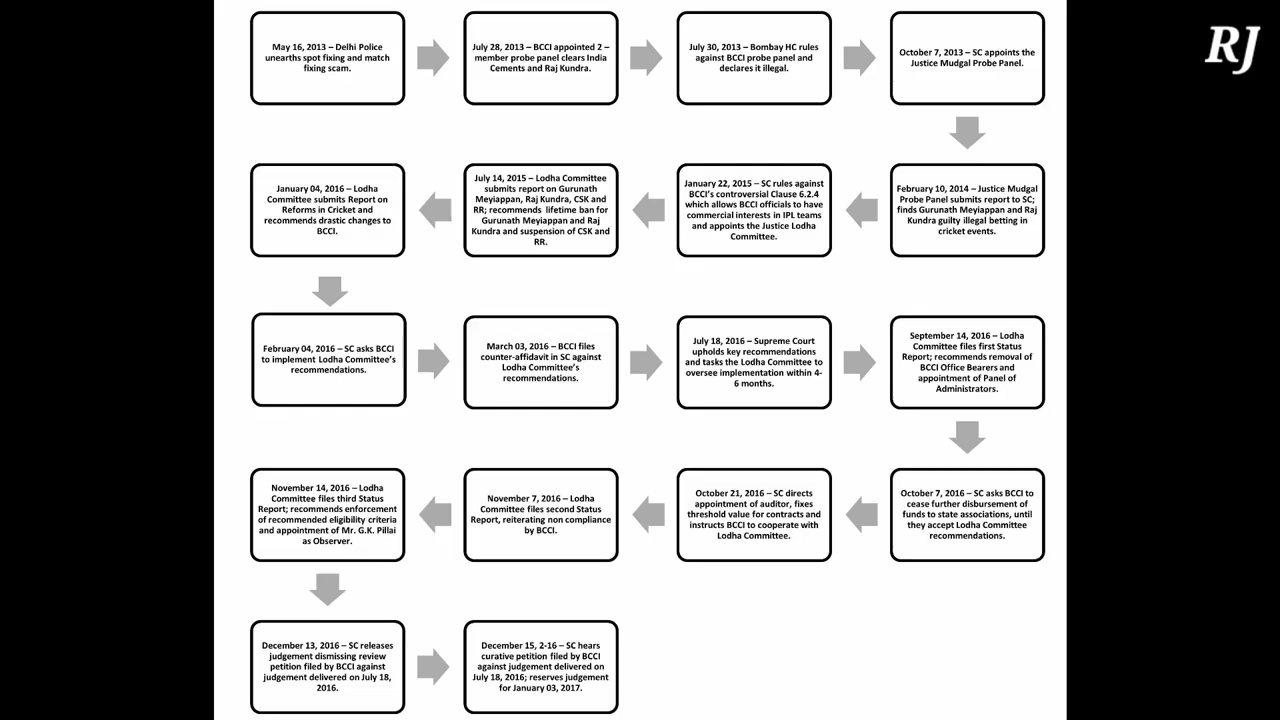 RJ
May 16, 2013 – Delhi Police
unearths spot fixing and match
fixing scam.
July 28, 2013 – BCCI appointed 2 –
member probe panel clears India
Cements and Raj Kundra.
July 30, 2013 – Bombay HC rules
against BCCI probe panel and
declares it illegal.
October 7, 2013 – SC appoints the
Justice Mudgal Probe Panel.
February 10, 2014 – Justice Mudgal
Probe Panel submits report to SC;
finds Gurunath Meyiappan and Raj
Kundra guilty illegal betting in
cricket events.
January 22, 2015 – SC rules against
BCCI's controversial Clause 6.2.4
which allows BCCI officials to have
commercial interests in IPL teams
and appoints the Justice Lodha
Committee.
July 14, 2015 – Lodha Committee
submits report on Gurunath
Meyiappan, Raj Kundra, CSK and
RR; recommends lifetime ban for
Gurunath Meyiappan and Raj
Kundra and suspension of CSK and
RR.
January 04, 2016 – Lodha
Committee submits Report on
Reforms in Cricket and
recommends drastic changes to
BCCI.
February 04, 2016 – SC asks BCCI
to implement Lodha Committee's
recommendations.
March 03, 2016 – BCCI files
counter-affidavit in SC against
Lodha Committee's
recommendations.
July 18, 2016 – Supreme Court
upholds key recommendations
and tasks the Lodha Committee to
oversee implementation within 4-
6 months.
September 14, 2016 – Lodha
Committee files first Status
Report; recommends removal of
BCCI Office Bearers and
appointment of Panel of
Administrators.
October 7, 2016 – SC asks BCCI to
cease further disbursement of
funds to state associations, until
they accept Lodha Committee
recommendations.
October 21, 2016 – SC directs
appointment of auditor, fixes
threshold value for contracts and
instructs BCCI to cooperate with
Lodha Committee.
November 7, 2016 – Lodha
Committee files second Status
Report, reiterating non compliance
by BCCI.
November 14, 2016 – Lodha
Committee files third Status
Report; recommends enforcement
of recommended eligibility criteria
and appointment of Mr. G.K. Pillai
as Observer.
December 13, 2016 – SC releases
judgement dismissing review
petition filed by BCCI against
judgement delivered on July 18,
2016.
December 15, 2-16 – SC hears
curative petition filed by BCCI
against judgement delivered on
July 18, 2016; reserves judgement
for January 03, 2017.